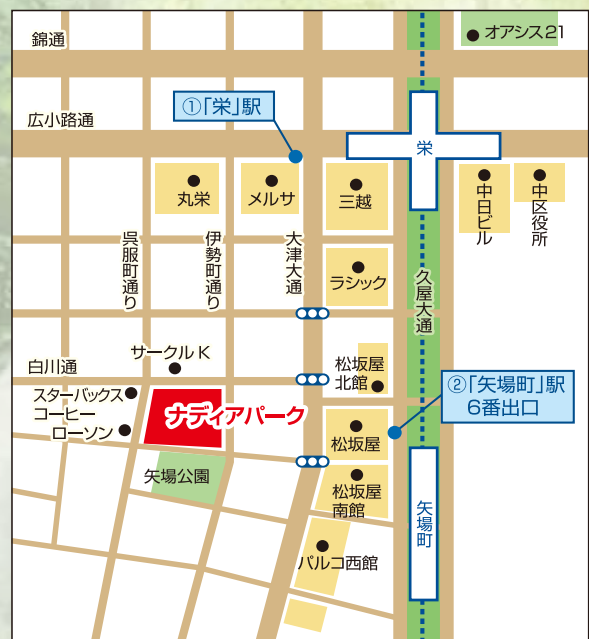 錦通
オアシス21
広小路通
①「栄」駅
栄
丸栄
メルサ
三越
中日ビル
中区役所
呉服町通り
伊勢町通り
大津大通
ラシック
久屋大通
白川通
サークルK
松坂屋
北館
スターバックス
コーヒー
ローソン
ナディアパーク
②「矢場町」駅
6番出口
松坂屋
矢場公園
松坂屋
南館
矢場町
パルコ西館